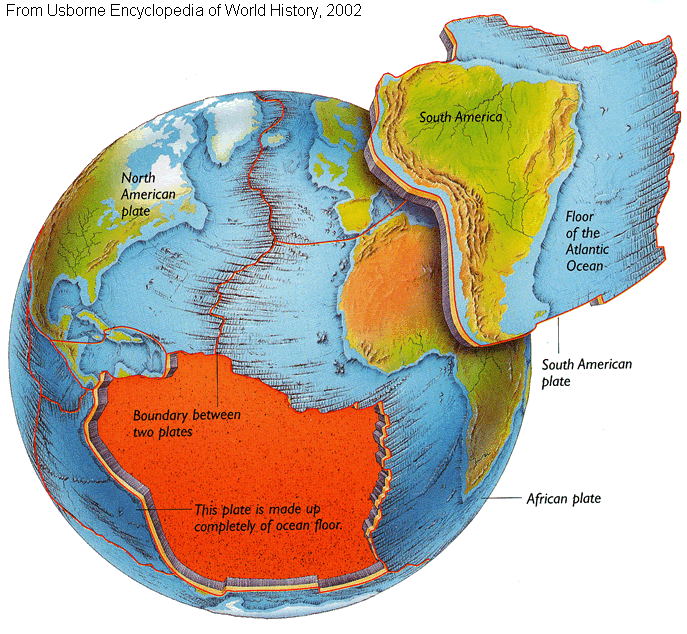 From Usborne Encyclopedia of World History, 2002
South America
North
American
plate
Floor
of the
Atlantic
Ocean
South American
plate
Boundary between
two plates
African plate
This plate is made up
completely of ocean floor.